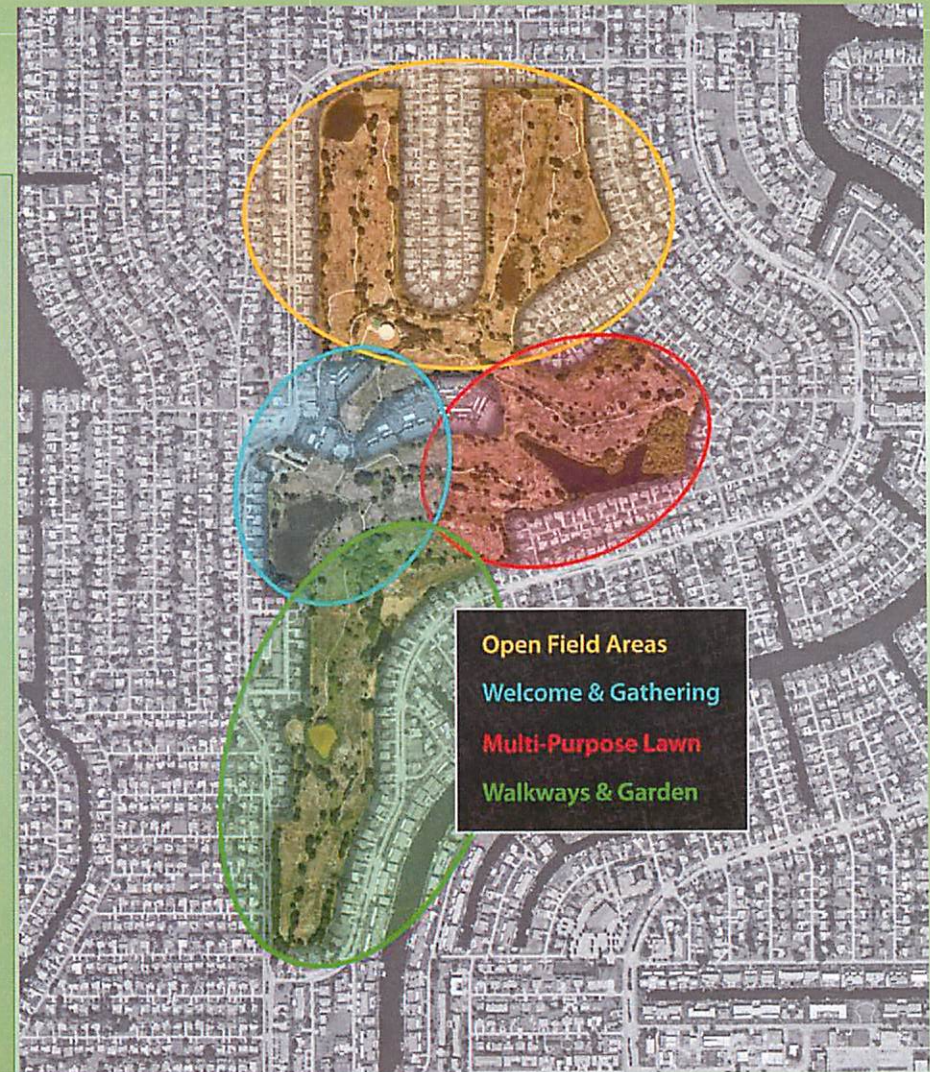 Open Field Areas
Welcome & Gathering
Multi-Purpose Lawn
Walkways & Garden